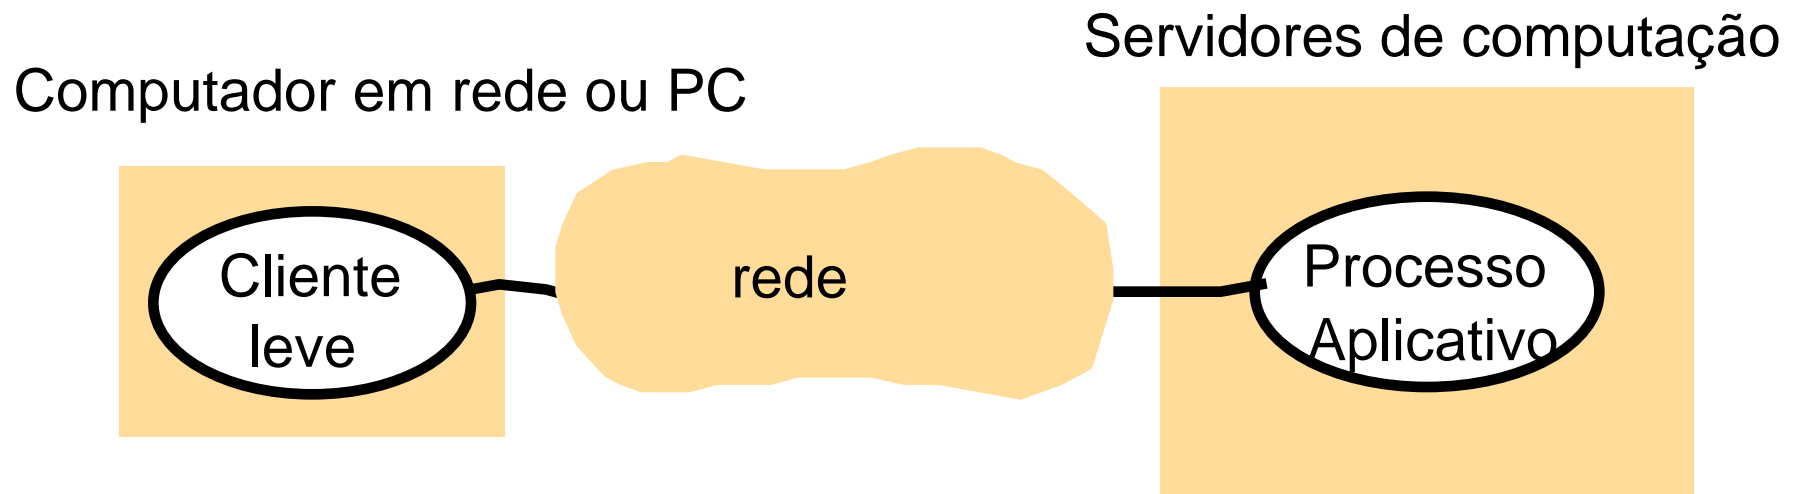 Servidores de computação
Computador em rede ou PC
Cliente
leve
rede
Processo
Aplicativo